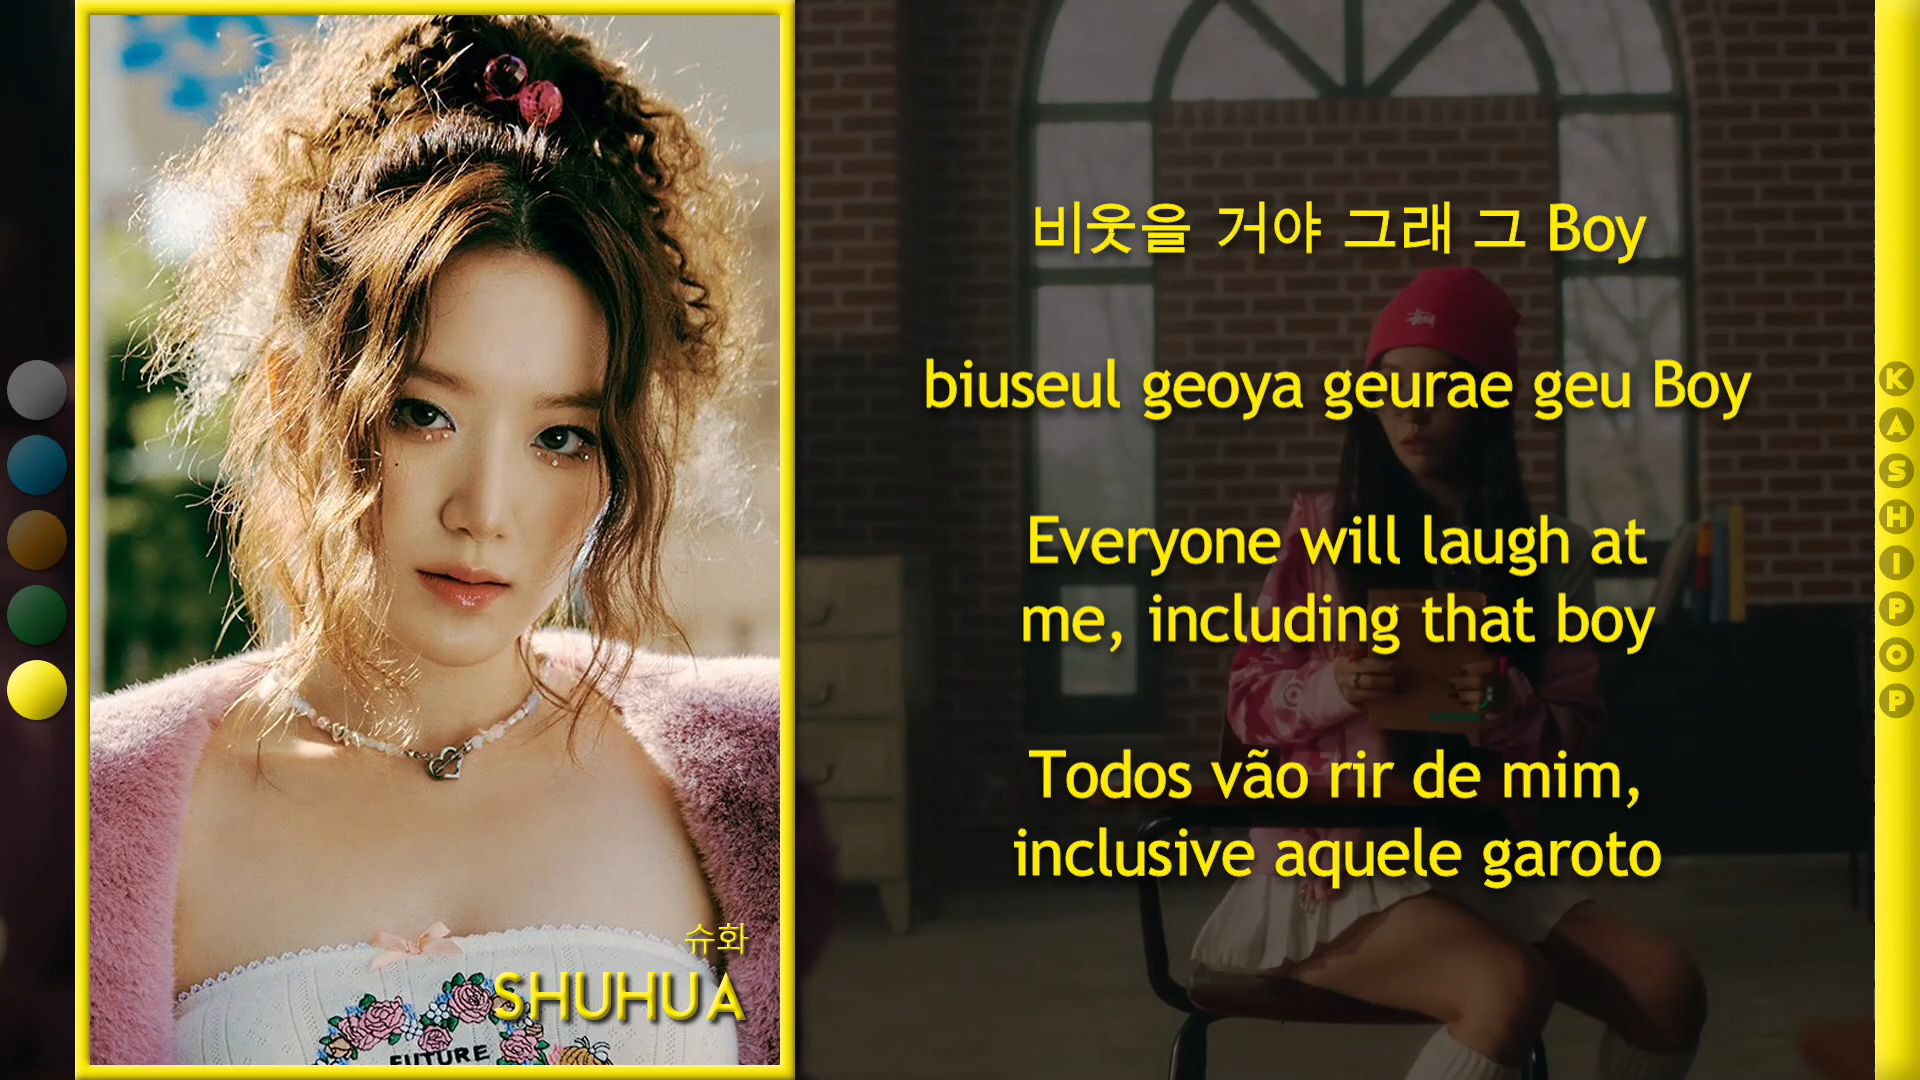 비웃을 거야 그래 그 Boy
biuseul geoya geurae geu Boy
Everyone will laugh at
me, including that boy
Todos vão rir de mim,
inclusive aquele garoto
슈화
SHUHUA
FUTURE
KASHIPOP